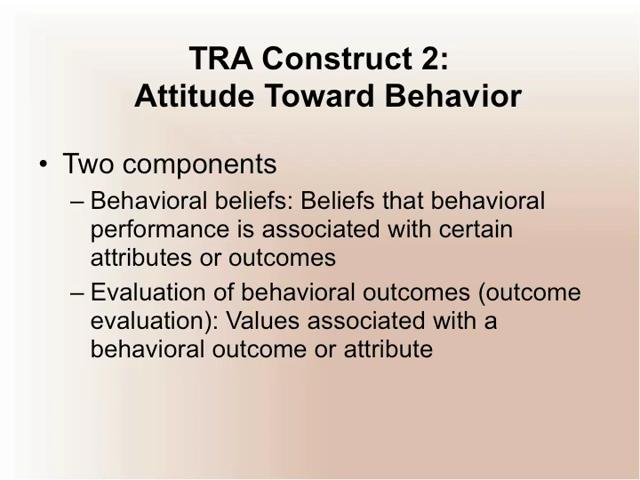 TRA Construct 2:
Attitude Toward Behavior
• Two components
– Behavioral beliefs: Beliefs that behavioral
performance is associated with certain
attributes or outcomes
– Evaluation of behavioral outcomes (outcome
evaluation): Values associated with a
behavioral outcome or attribute